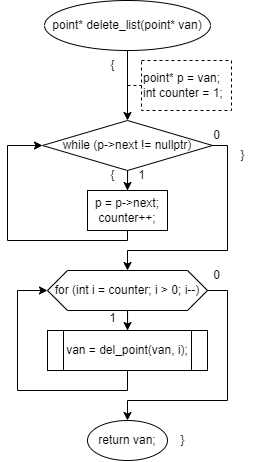 point* delete_list(point* van)
{
point* p = van;
int counter = 1;
while (p->next != nullptr)
0
}
{
1
p = p->next;
counter++;
for (int i = counter; i > 0; i--)
0
1
van = del_point(van, i);
return van;
}